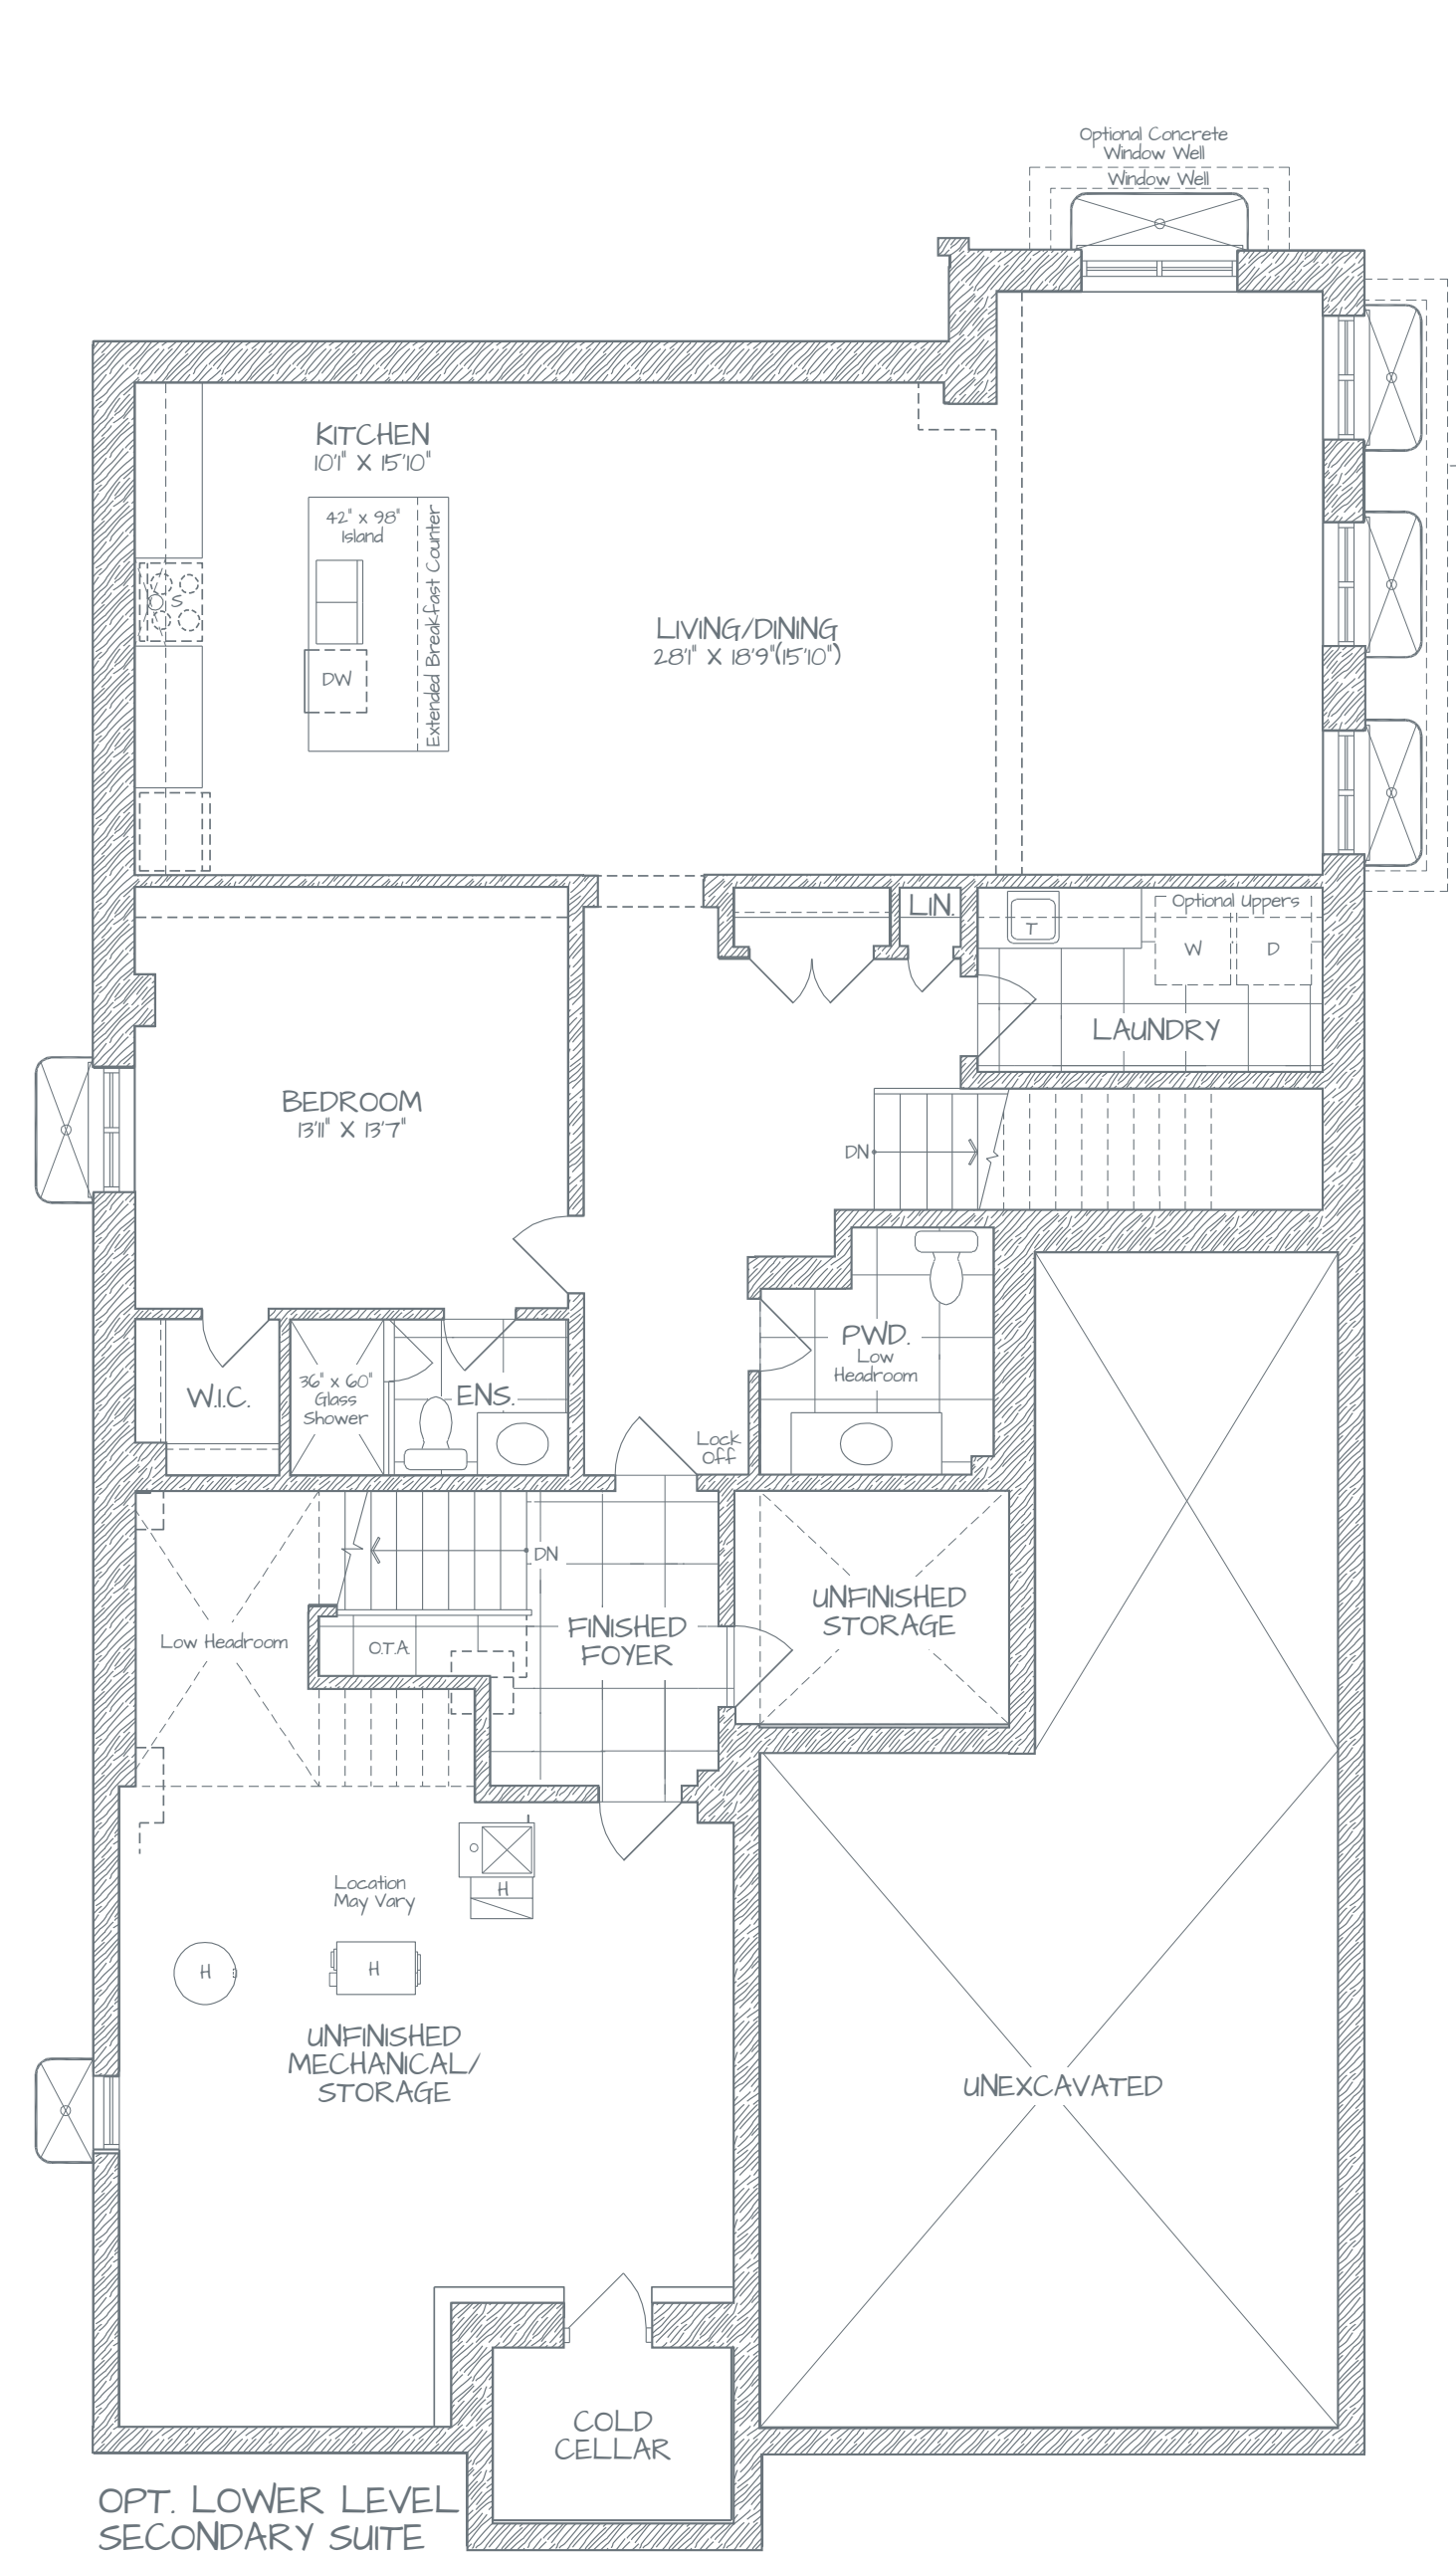 Optional Concrete
Window Well
Window Well
KITCHEN
10'1" X 15'10"
42" x 98"
Island
Extended Breakfast Counter
S
DW
LIVING/DINING
28'1" X 18'9"(15'10")
LIN.
T
Optional Uppers
W
D
LAUNDRY
BEDROOM
13'11" X 13'7"
DN
PWD.
Low
Headroom
W.I.C.
36" x 60"
Glass
Shower
ENS.
Lock
Off
DN
UNFINISHED
STORAGE
FINISHED
FOYER
Low Headroom
O.T.A.
Location
May Vary
H
H
H
UNFINISHED
MECHANICAL/
STORAGE
UNEXCAVATED
COLD
CELLAR
OPT. LOWER LEVEL
SECONDARY SUITE